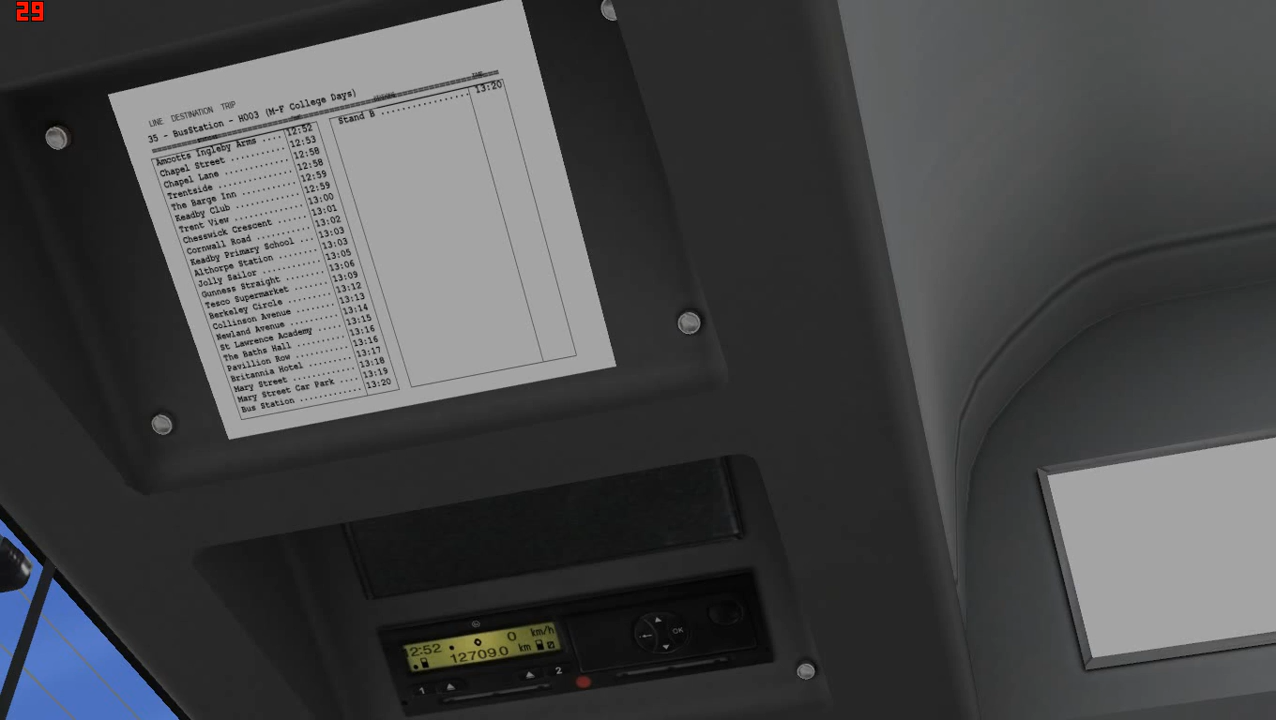 29
LINE DESTINATION TRIP
35 - BusStation - H003 (M-F College Days)
Amcotts Ingleby Arms .... 12:52
Chapel Street ........... 12:53
Chapel Lane ............. 12:58
Trentside ............... 12:58
The Barge Inn ........... 12:59
Keadby Club ............. 12:59
Trent View .............. 13:00
Chesswick Crescent ...... 13:01
Cornwall Road ........... 13:02
Keadby Primary School ... 13:03
Althorpe Station ........ 13:03
Jolly Sailor ............ 13:05
Gunness Straight ........ 13:06
Tesco Supermarket ....... 13:09
Berkeley Circle ......... 13:12
Collinson Avenue ........ 13:13
Newland Avenue .......... 13:14
St Lawrence Academy ..... 13:15
The Baths Hall .......... 13:16
Pavillion Row ........... 13:16
Britannia Hotel ......... 13:17
Mary Street ............. 13:18
Mary Street Car Park .... 13:19
Bus Station ............. 13:20
Stand B ................. 13:20
2:52 0 km/h
127090 km
1 2
OK